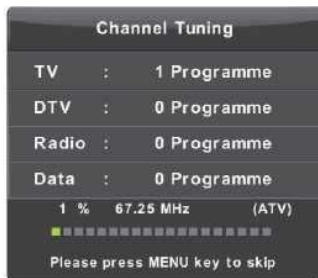 Channel Tuning
TV : 1 Programme
DTV : 0 Programme
Radio : 0 Programme
Data : 0 Programme
1 % 67.25 MHz (ATV)
Please press MENU key to skip